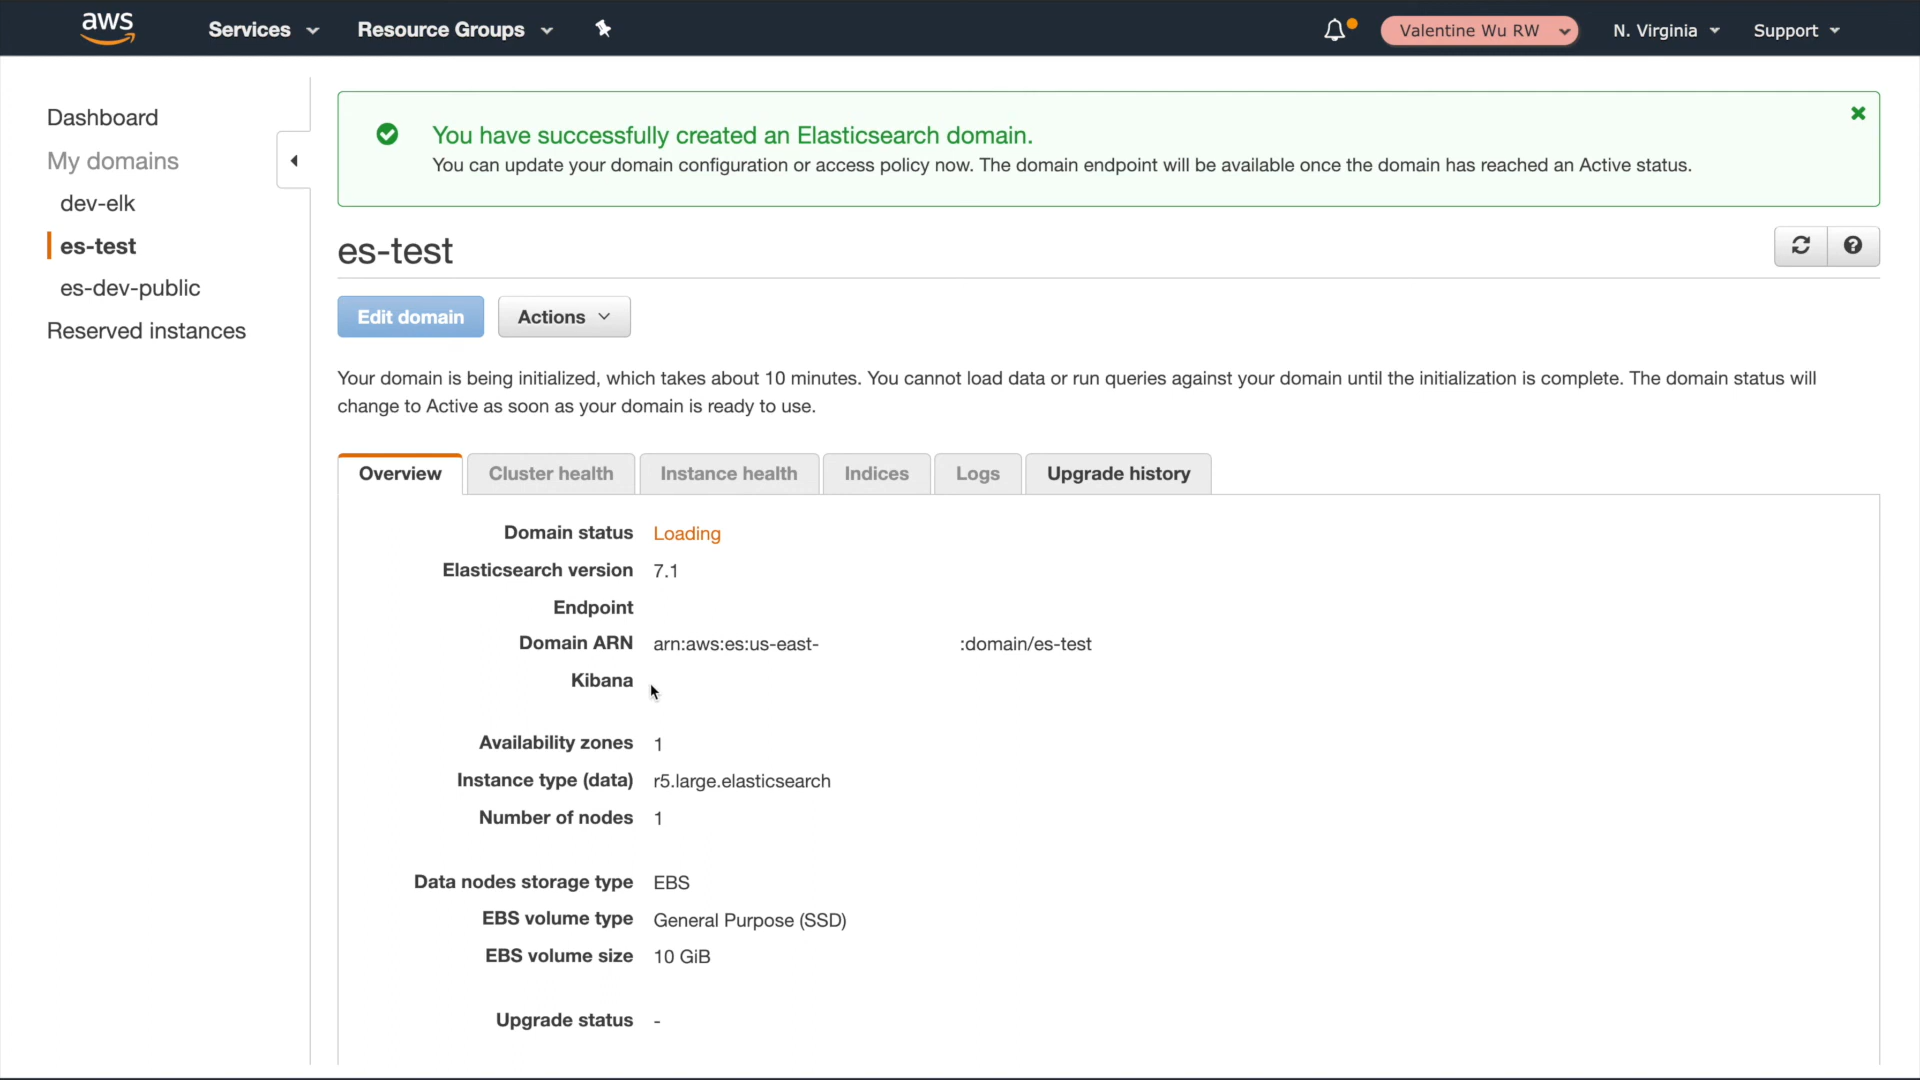 aws Services Resource Groups Valentine Wu RW N. Virginia Support
Dashboard
My domains
dev-elk
es-test
es-dev-public
Reserved instances
You have successfully created an Elasticsearch domain.
You can update your domain configuration or access policy now. The domain endpoint will be available once the domain has reached an Active status.
es-test
Edit domain Actions
Your domain is being initialized, which takes about 10 minutes. You cannot load data or run queries against your domain until the initialization is complete. The domain status will
change to Active as soon as your domain is ready to use.
Overview Cluster health Instance health Indices Logs Upgrade history
Domain status Loading
Elasticsearch version 7.1
Endpoint
Domain ARN arn:aws:es:us-east- :domain/es-test
Kibana
Availability zones 1
Instance type (data) r5.large.elasticsearch
Number of nodes 1
Data nodes storage type EBS
EBS volume type General Purpose (SSD)
EBS volume size 10 GiB
Upgrade status -